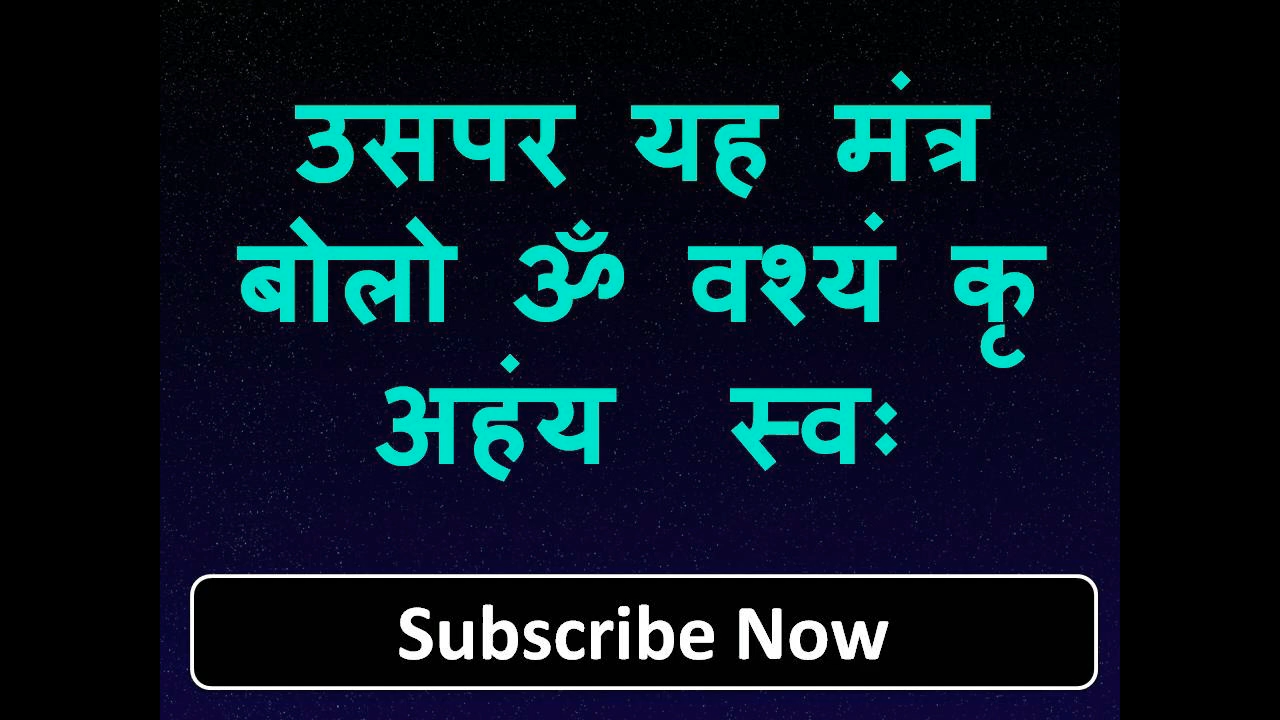 उसपर यह मंत्र
बोलो ॐ वश्यं कृ
अहंय स्वः
Subscribe Now